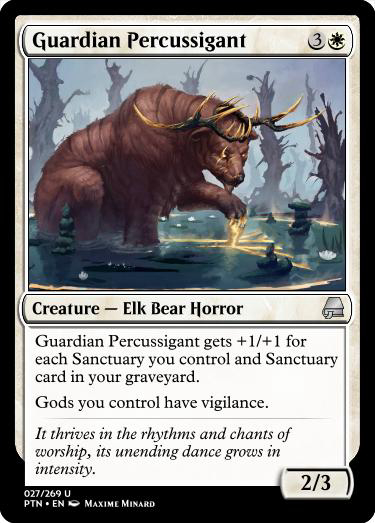 Guardian Percussigant 3
Creature — Elk Bear Horror
Guardian Percussigant gets +1/+1 for
each Sanctuary you control and Sanctuary
card in your graveyard.
Gods you control have vigilance.
It thrives in the rhythms and chants of
worship, its unending dance grows in
intensity.
2/3
027/269 U
PTN • EN Maxime Minard